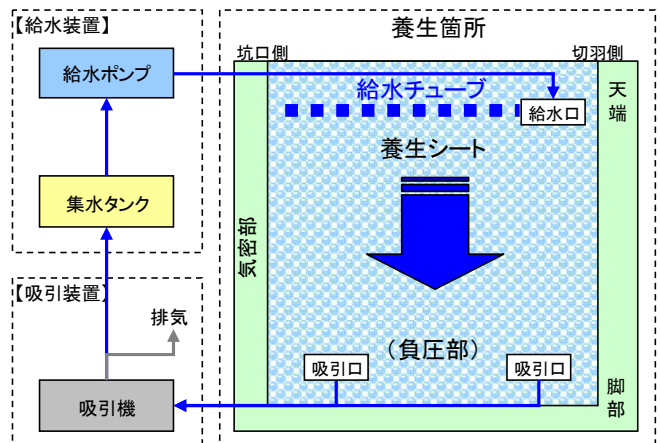 【給水装置】
給水ポンプ
集水タンク
【吸引装置】
排気
吸引機
養生箇所
坑口側
切羽側
給水チューブ
給水口
天端
養生シート
気密部
（負圧部）
吸引口
吸引口
脚部